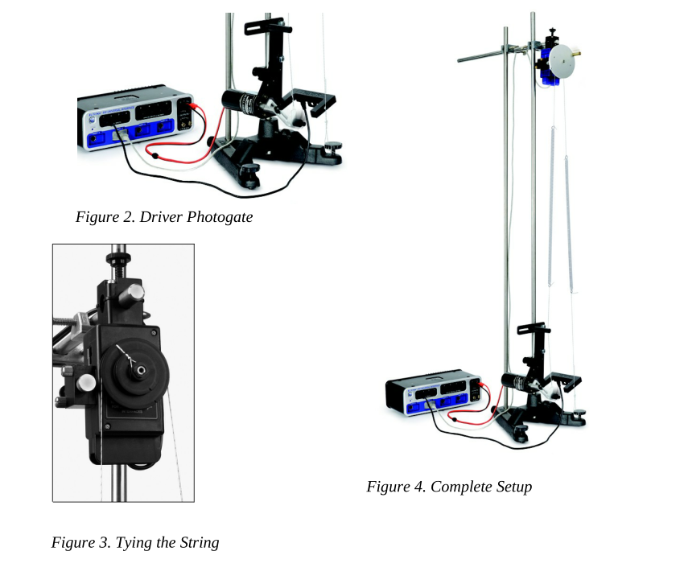 Figure 2. Driver Photogate
Figure 3. Tying the String
Figure 4. Complete Setup